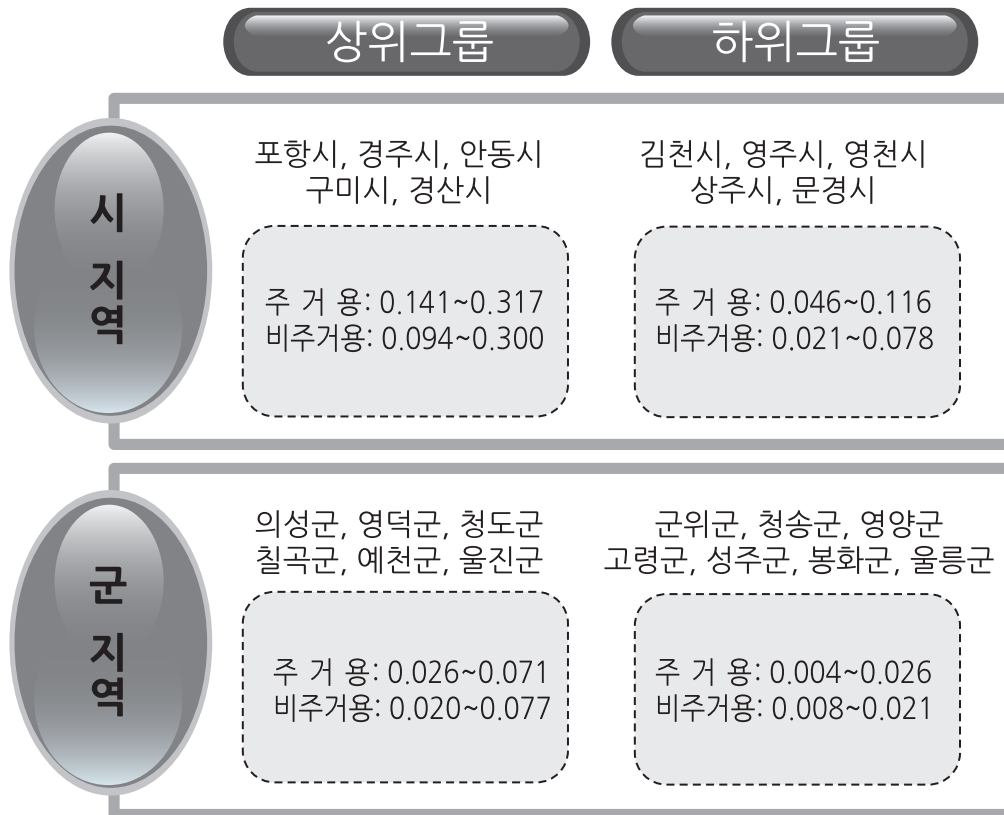 상위그룹
하위그룹
시 지역
포항시, 경주시, 안동시
구미시, 경산시
주 거 용: 0.141~0.317
비주거용: 0.094~0.300
김천시, 영주시, 영천시
상주시, 문경시
주 거 용: 0.046~0.116
비주거용: 0.021~0.078
군 지역
의성군, 영덕군, 청도군
칠곡군, 예천군, 울진군
주 거 용: 0.026~0.071
비주거용: 0.020~0.077
군위군, 청송군, 영양군
고령군, 성주군, 봉화군, 울릉군
주 거 용: 0.004~0.026
비주거용: 0.008~0.021